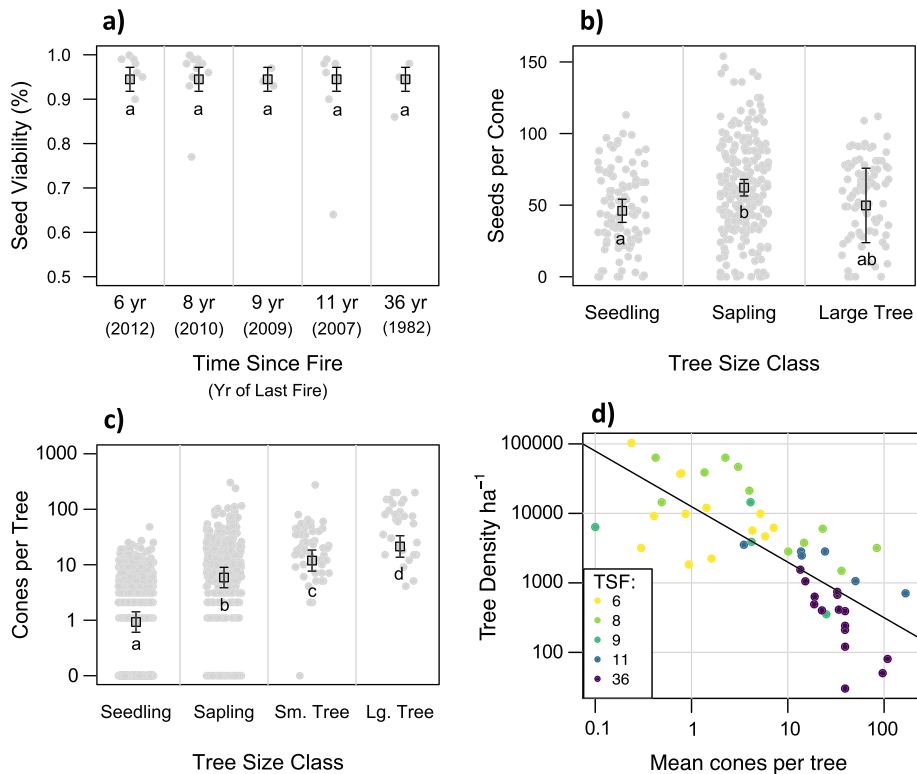 a)
Seed Viability (%)
1.0
0.9
0.8
0.7
0.6
0.5
a a a a a
6 yr 8 yr 9 yr 11 yr 36 yr
(2012) (2010) (2009) (2007) (1982)
Time Since Fire
(Yr of Last Fire)
b)
Seeds per Cone
150
100
50
0
a b ab
Seedling Sapling Large Tree
Tree Size Class
c)
Cones per Tree
1000
100
10
1
0
a b c d
Seedling Sapling Sm. Tree Lg. Tree
Tree Size Class
d)
Tree Density ha⁻¹
100000
10000
1000
100
TSF:
6
8
9
11
36
0.1 1 10 100
Mean cones per tree